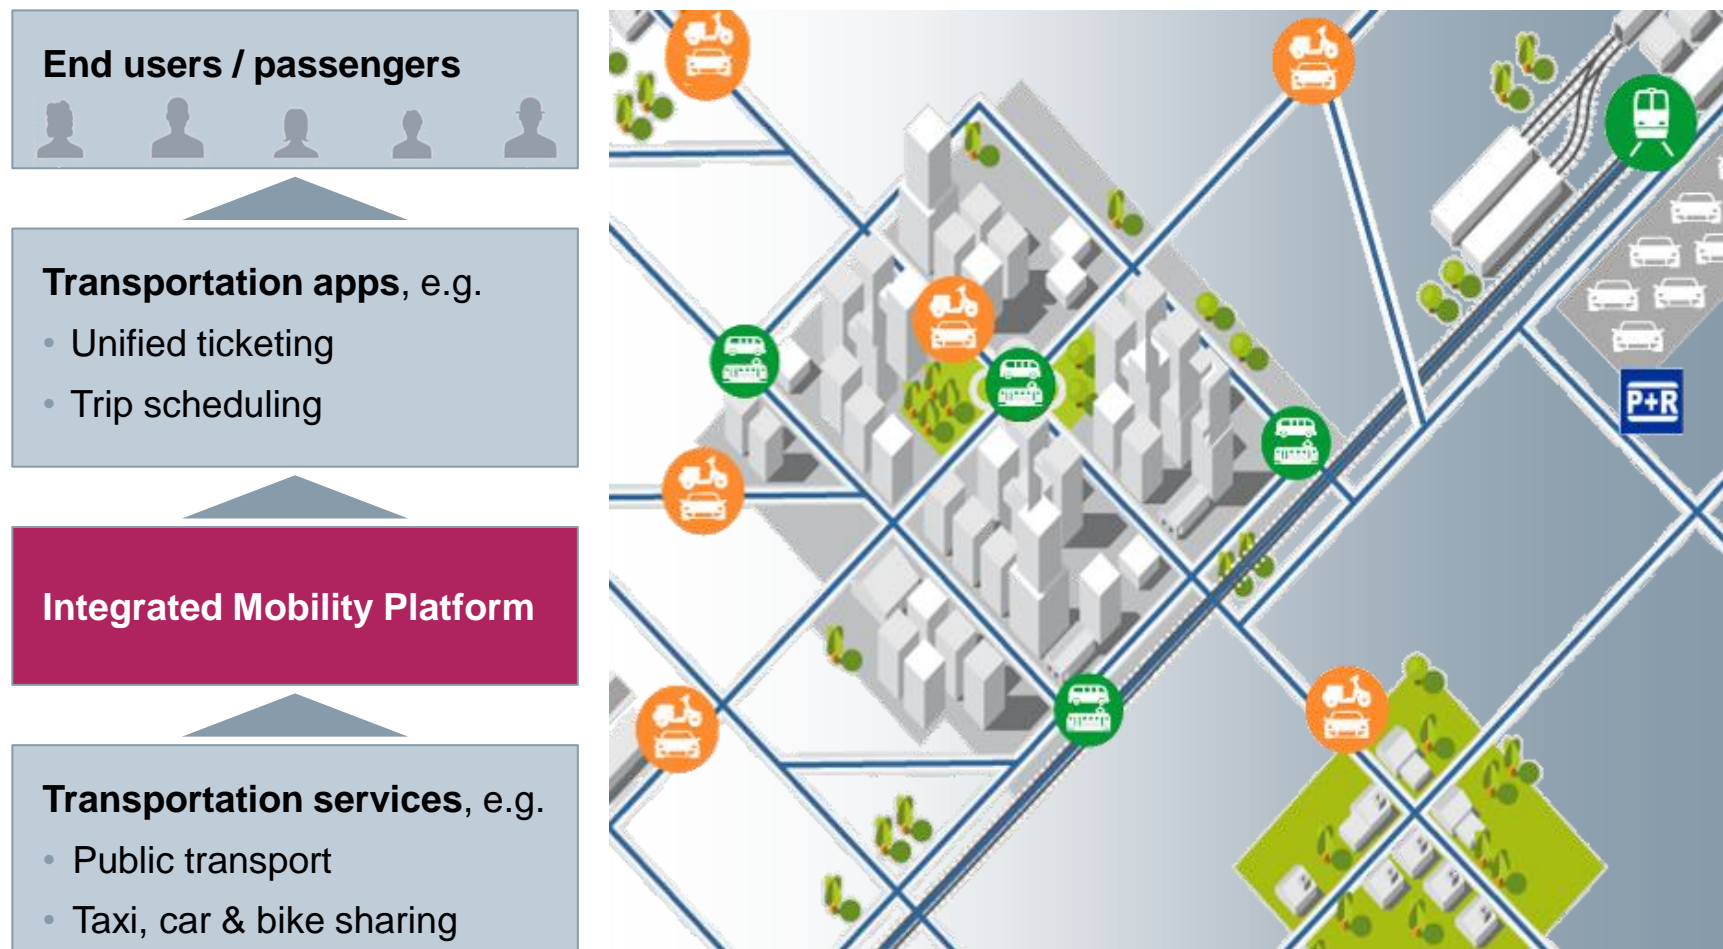 End users / passengers
Transportation apps, e.g.
• Unified ticketing
• Trip scheduling
Integrated Mobility Platform
Transportation services, e.g.
• Public transport
• Taxi, car & bike sharing
P+R